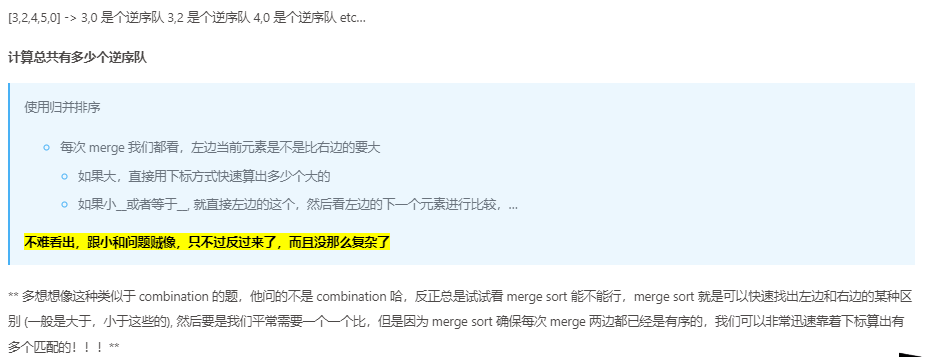 [3,2,4,5,0] -> 3,0 是个逆序队 3,2 是个逆序队 4,0 是个逆序队 etc...
计算总共有多少个逆序队
使用归并排序
每次 merge 我们都看，左边当前元素是不是比右边的要大
如果大，直接用下标方式快速算出多少个大的
如果小__或者等于__, 就直接左边的这个，然后看左边的下一个元素进行比较，...
不难看出，跟小和问题贼像，只不过反过来了，而且没那么复杂了
** 多想想像这种类似于 combination 的题，他问的不是 combination 哈，反正总是试试看 merge sort 能不能行，merge sort 就是可以快速找出左边和右边的某种区
别 (一般是大于，小于这些的), 然后要是我们平常需要一个一个比，但是因为 merge sort 确保每次 merge 两边都已经是有序的，我们可以非常迅速靠着下标算出有
多个匹配的！！！**